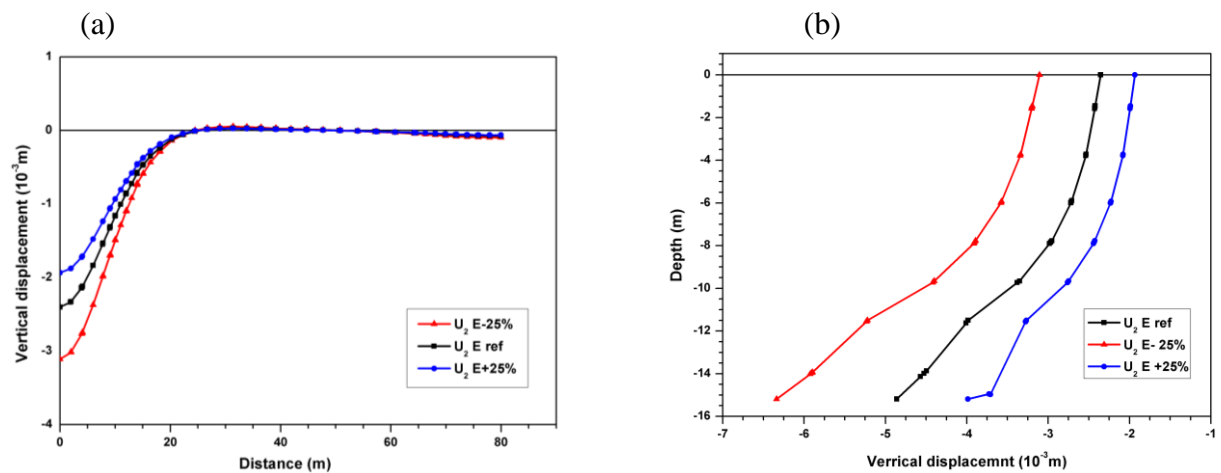 (a)
1
0
-1
-2
-3
-4
Vertical displacement (10⁻³m)
U₂ E-25%
U₂ E ref
U₂ E+25%
0 20 40 60 80
Distance (m)
(b)
0
-2
-4
-6
-8
-10
-12
-14
-16
Depth (m)
U₂ E ref
U₂ E- 25%
U₂ E +25%
-7 -6 -5 -4 -3 -2 -1
Verrical displacemnt (10⁻³m)